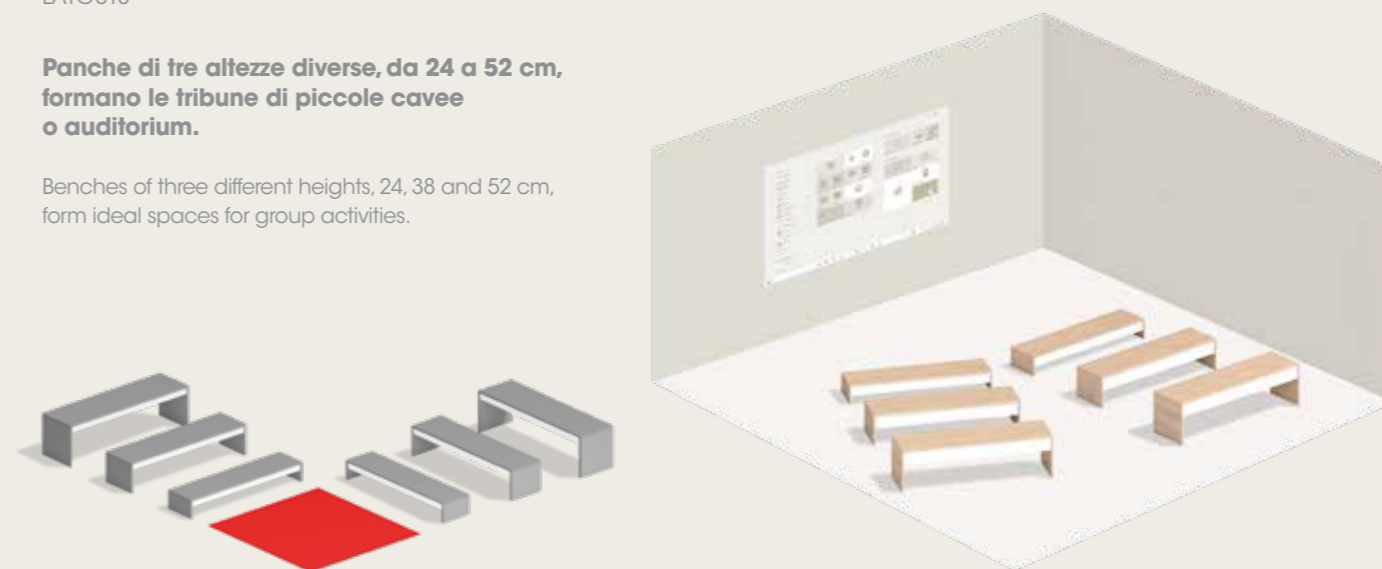 LAYOUTS
Panche di tre altezze diverse, da 24 a 52 cm,
formano le tribune di piccole cavee
o auditorium.
Benches of three different heights, 24, 38 and 52 cm,
form ideal spaces for group activities.